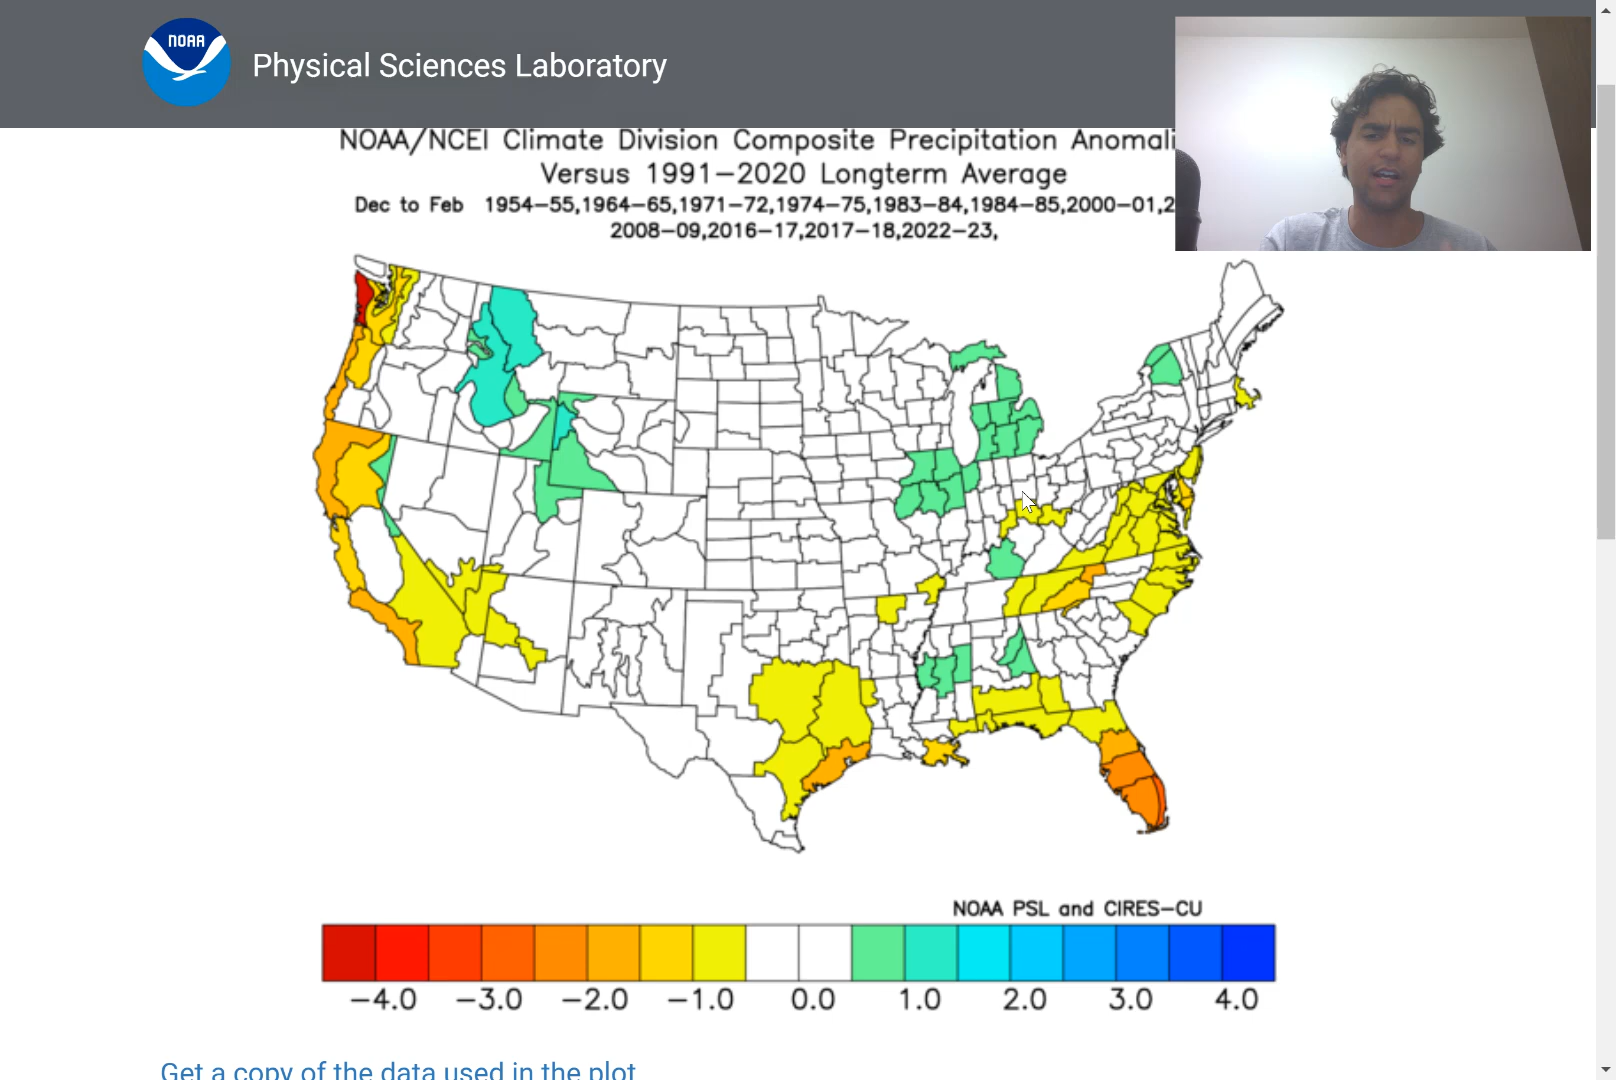 NOAA
Physical Sciences Laboratory
NOAA/NCEI Climate Division Composite Precipitation
Versus 1991-2020 Longterm Average
Dec to Feb 1954-55,1964-65,1971-72,1974-75,1983-84,1984-85,2000-01,2
2008-09,2016-17,2017-18,2022-23,
NOAA PSL and CIRES-CU
-4.0 -3.0 -2.0 -1.0 0.0 1.0 2.0 3.0 4.0
Get a copy of the data used in the plot